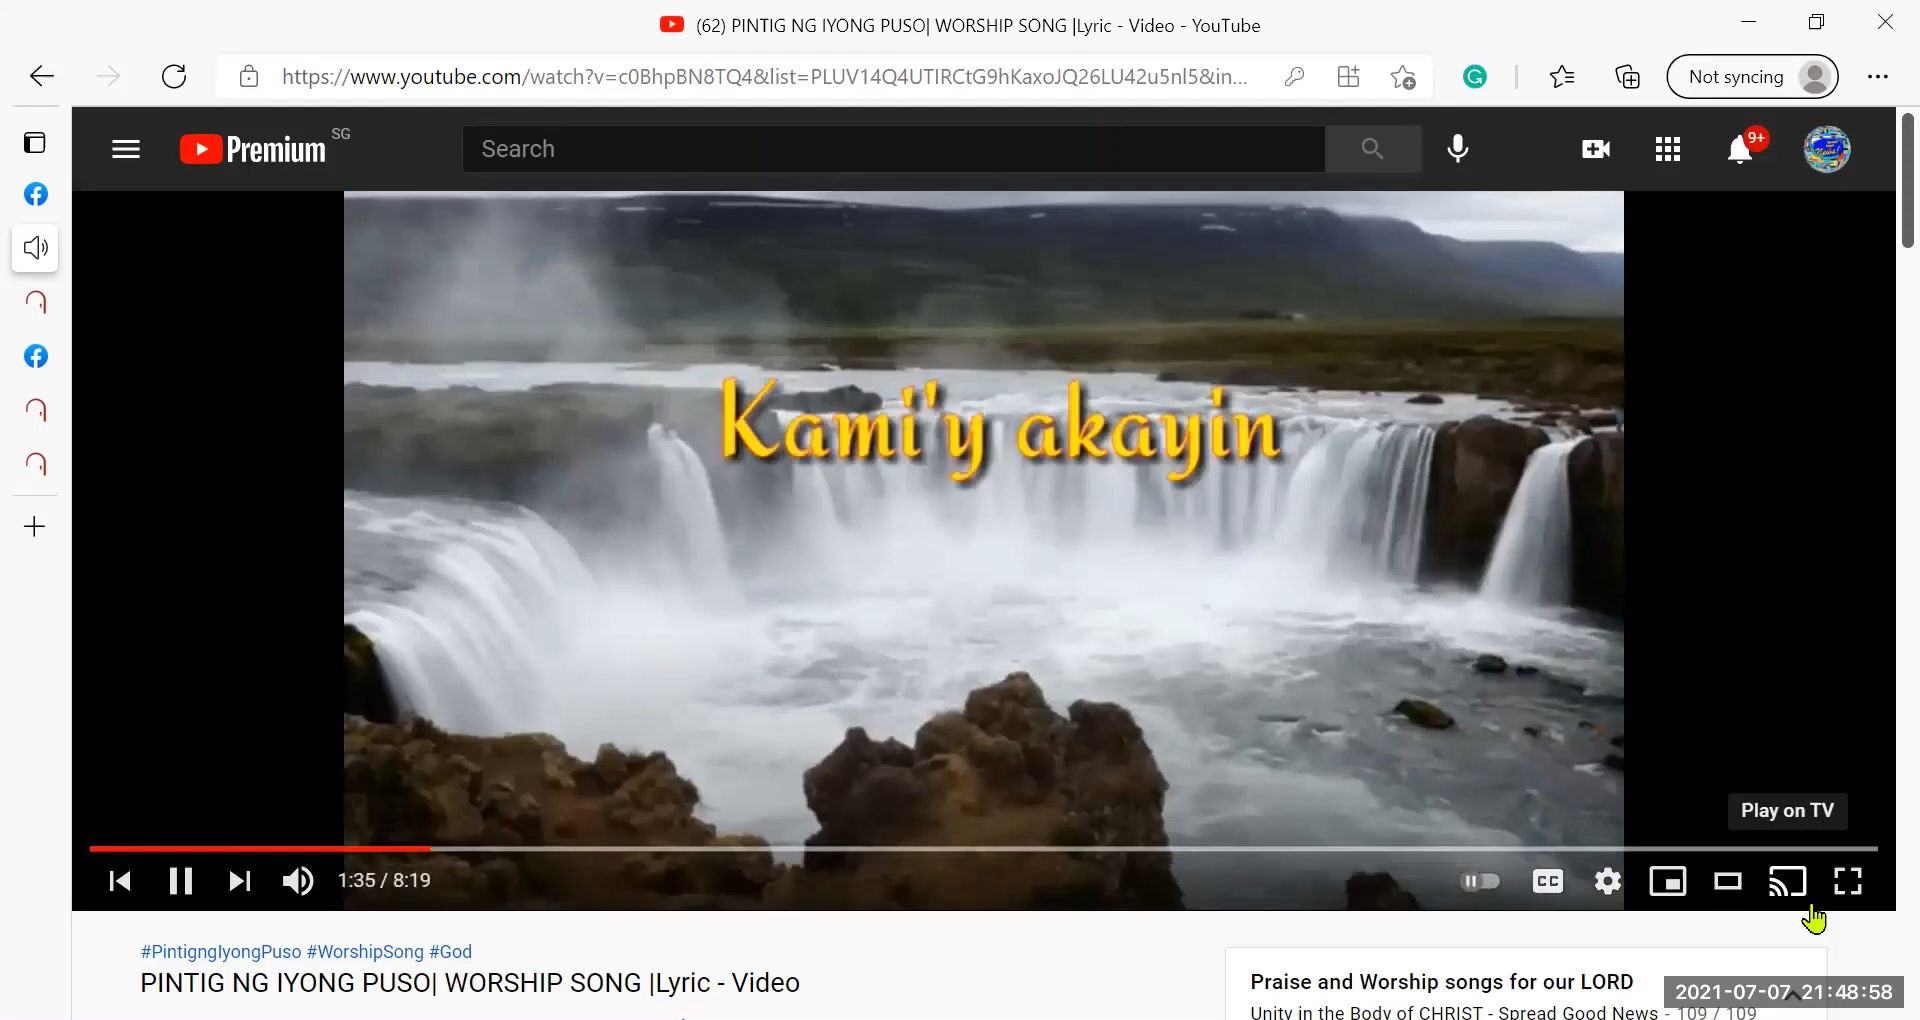 (62) PINTIG NG IYONG PUSO| WORSHIP SONG |Lyric - Video - YouTube
https://www.youtube.com/watch?v=c0BhpBN8TQ4&list=PLUV14Q4UTIRCtG9hKaxoJQ26LU42u5nl5&in...
Not syncing
Premium SG
Search
9+
Kami'y akayin
Play on TV
1:35 / 8:19
CC
#PintignglyongPuso #WorshipSong #God
PINTIG NG IYONG PUSO| WORSHIP SONG |Lyric - Video
Praise and Worship songs for our LORD
2021-07-07 21:48:58
Unity in the Body of CHRIST - Spread Good News - 109 / 109